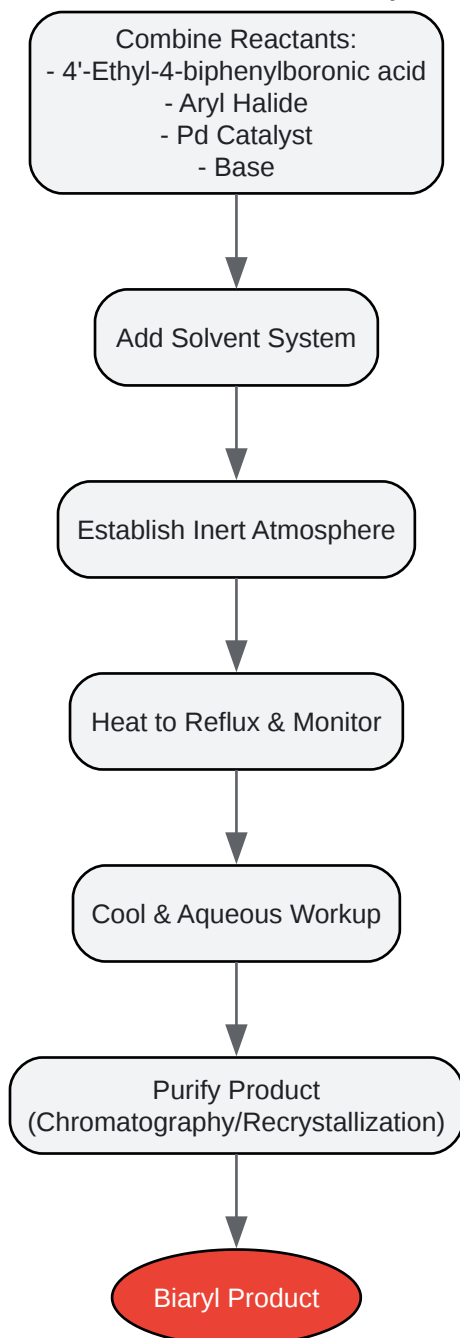 Combine Reactants:
- 4'-Ethyl-4-biphenylboronic acid
- Aryl Halide
- Pd Catalyst
- Base
Add Solvent System
Establish Inert Atmosphere
Heat to Reflux & Monitor
Cool & Aqueous Workup
Purify Product
(Chromatography/Recrystallization)
Biaryl Product